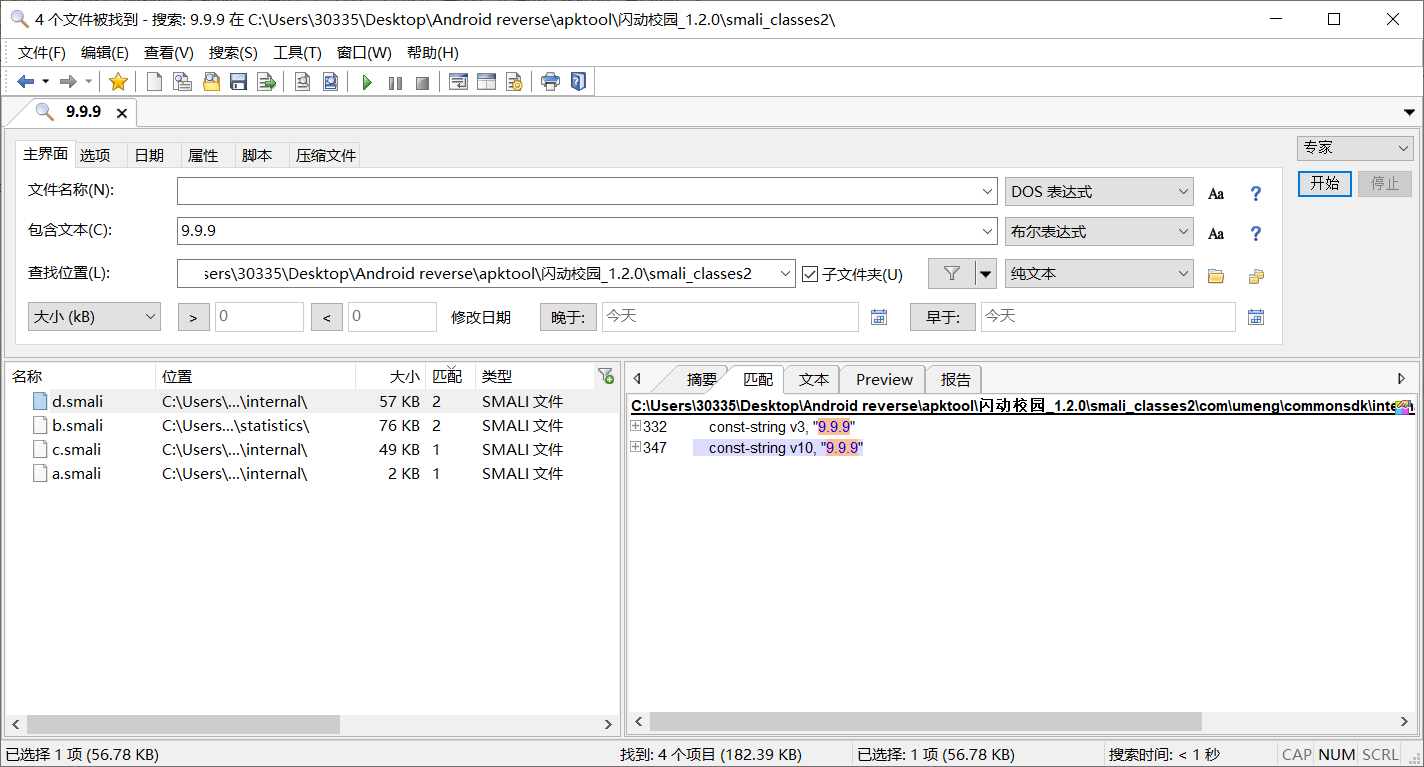 4 个文件被找到 - 搜索: 9.9.9 在 C:\Users\30335\Desktop\Android reverse\apktool\闪动校园_1.2.0\smali_classes2\
文件(F) 编辑(E) 查看(V) 搜索(S) 工具(T) 窗口(W) 帮助(H)
9.9.9
主界面 选项 日期 属性 脚本 压缩文件
专家
开始 停止
文件名称(N): DOS 表达式 Aa ?
包含文本(C): 9.9.9 布尔表达式 Aa ?
查找位置(L): sers\30335\Desktop\Android reverse\apktool\闪动校园_1.2.0\smali_classes2 子文件夹(U) 纯文本
大小 (kB) > 0 < 0 修改日期 晚于: 今天 早于: 今天
名称 位置 大小 匹配 类型
d.smali C:\Users\...\internal\ 57 KB 2 SMALI 文件
b.smali C:\Users...\statistics\ 76 KB 2 SMALI 文件
c.smali C:\Users\...\internal\ 49 KB 1 SMALI 文件
a.smali C:\Users\...\internal\ 2 KB 1 SMALI 文件
摘要 匹配 文本 Preview 报告
C:\Users\30335\Desktop\Android reverse\apktool\闪动校园_1.2.0\smali_classes2\com\umeng\commonsdk\inter
332 const-string v3, "9.9.9"
347 const-string v10, "9.9.9"
已选择 1 项 (56.78 KB) 找到: 4 个项目 (182.39 KB) 已选择: 1 项 (56.78 KB) 搜索时间: < 1 秒 CAP NUM SCRL